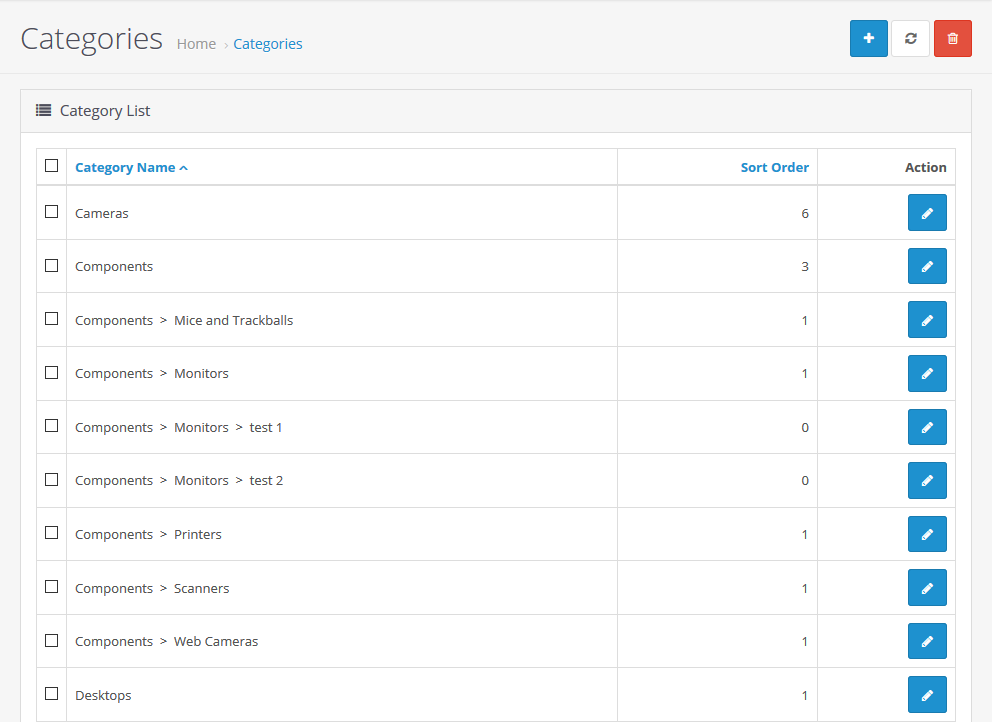 Categories Home › Categories
Category List
Category Name Sort Order Action
Cameras 6
Components 3
Components > Mice and Trackballs 1
Components > Monitors 1
Components > Monitors > test 1 0
Components > Monitors > test 2 0
Components > Printers 1
Components > Scanners 1
Components > Web Cameras 1
Desktops 1